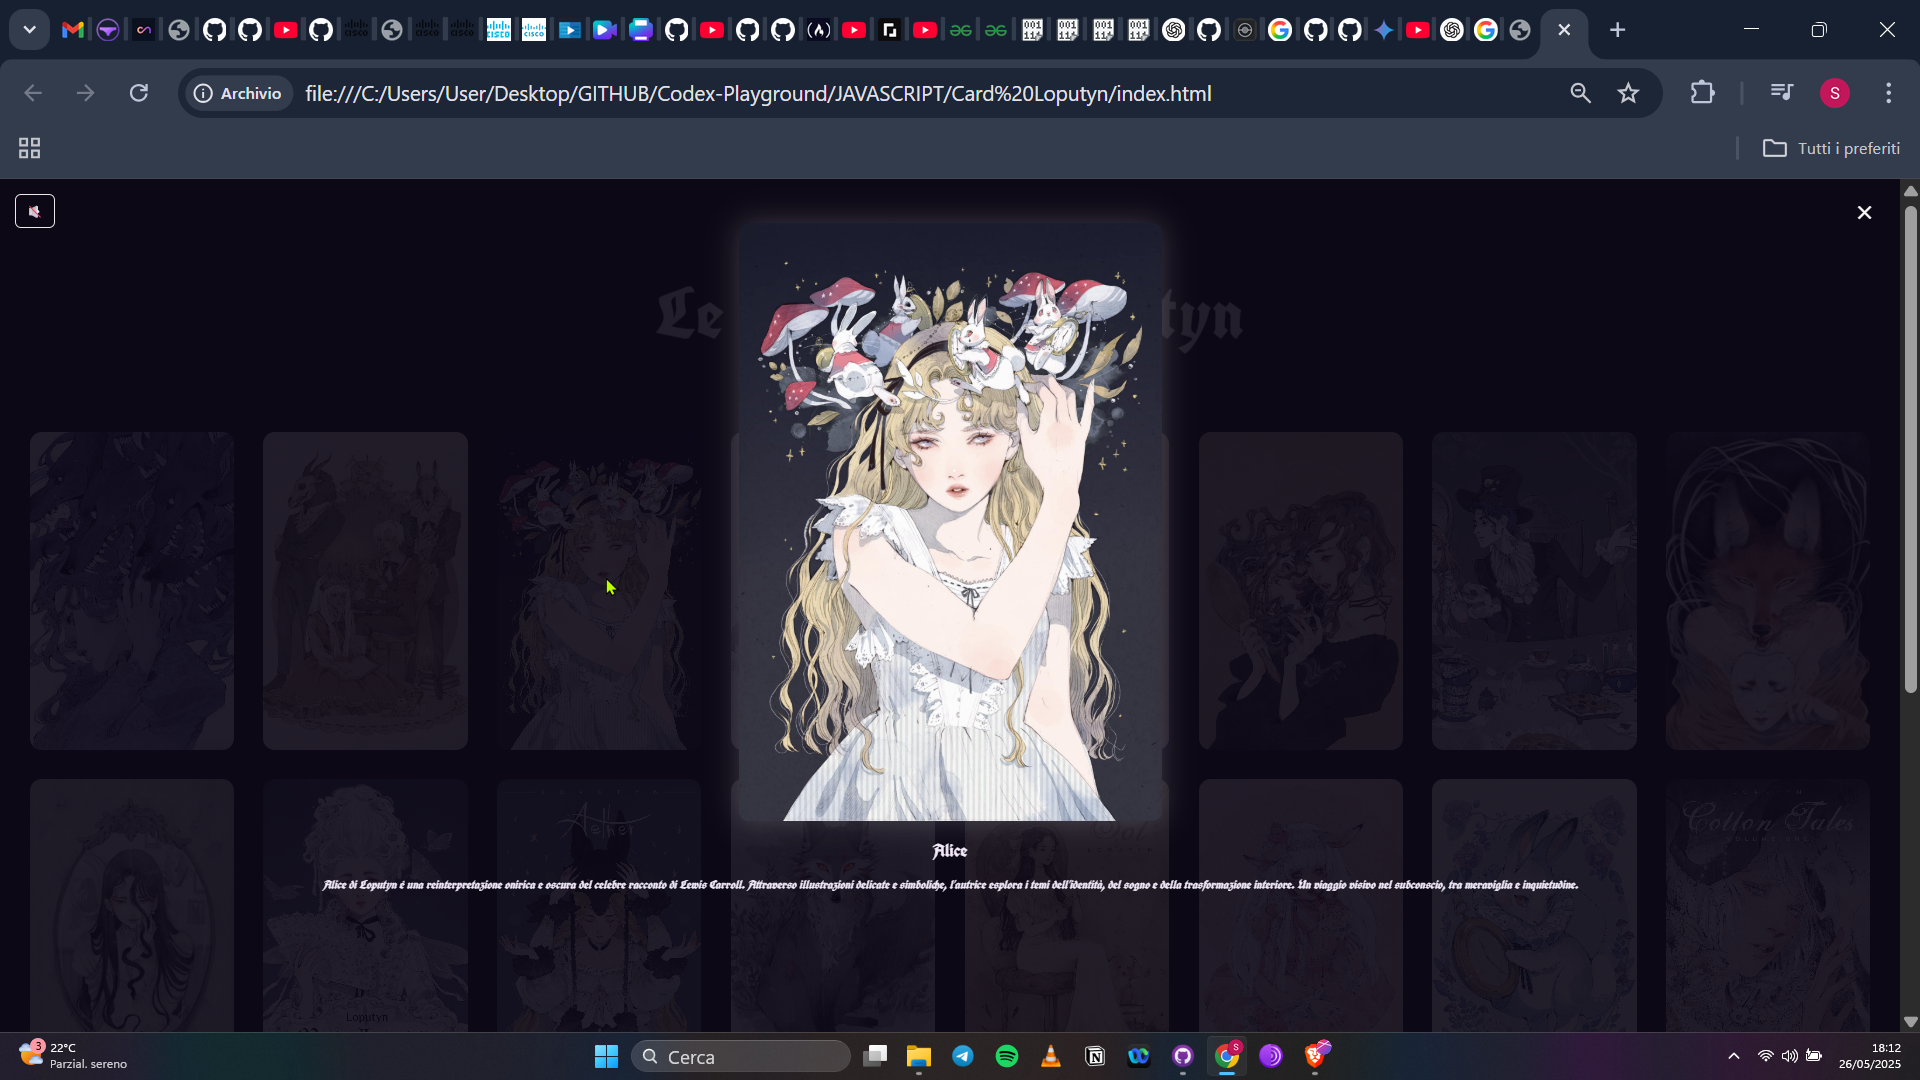 Archivio
file:///C:/Users/User/Desktop/GITHUB/Codex-Playground/JAVASCRIPT/Card%20Loputyn/index.html
S
Tutti i preferiti
Le
tyn
Aether
Cotton Tales
Loputyn
Alice
Alice di Loputyn è una reinterpretazione onirica e oscura del celebre racconto di Lewis Carroll. Attraverso illustrazioni delicate e simboliche, l'autrice esplora i temi dell'identità, del sogno e della trasformazione interiore. Un viaggio visivo nel subconscio, tra meraviglia e inquietudine.
3
22°C
Parzial. sereno
Cerca
S
18:12
26/05/2025